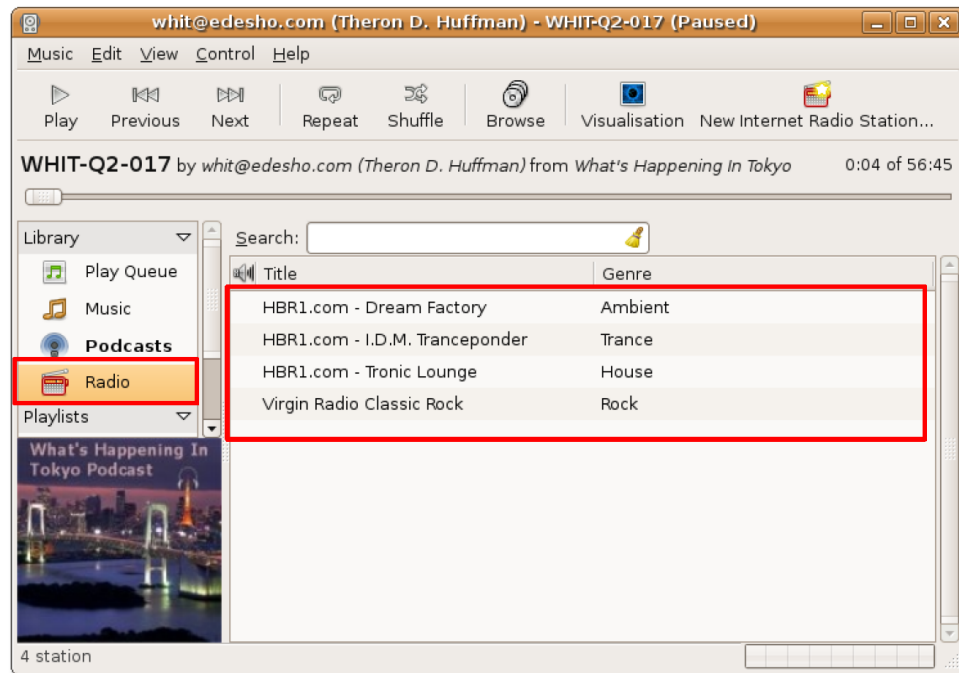 whit@edesho.com (Theron D. Huffman) - WHIT-Q2-017 (Paused)
Music Edit View Control Help
Play Previous Next Repeat Shuffle Browse Visualisation New Internet Radio Station...
WHIT-Q2-017 by whit@edesho.com (Theron D. Huffman) from What's Happening In Tokyo 0:04 of 56:45
Library
Play Queue
Music
Podcasts
Radio
Playlists
What's Happening In
Tokyo Podcast
Search:
Title Genre
HBR1.com - Dream Factory Ambient
HBR1.com - I.D.M. Tranceponder Trance
HBR1.com - Tronic Lounge House
Virgin Radio Classic Rock Rock
4 station